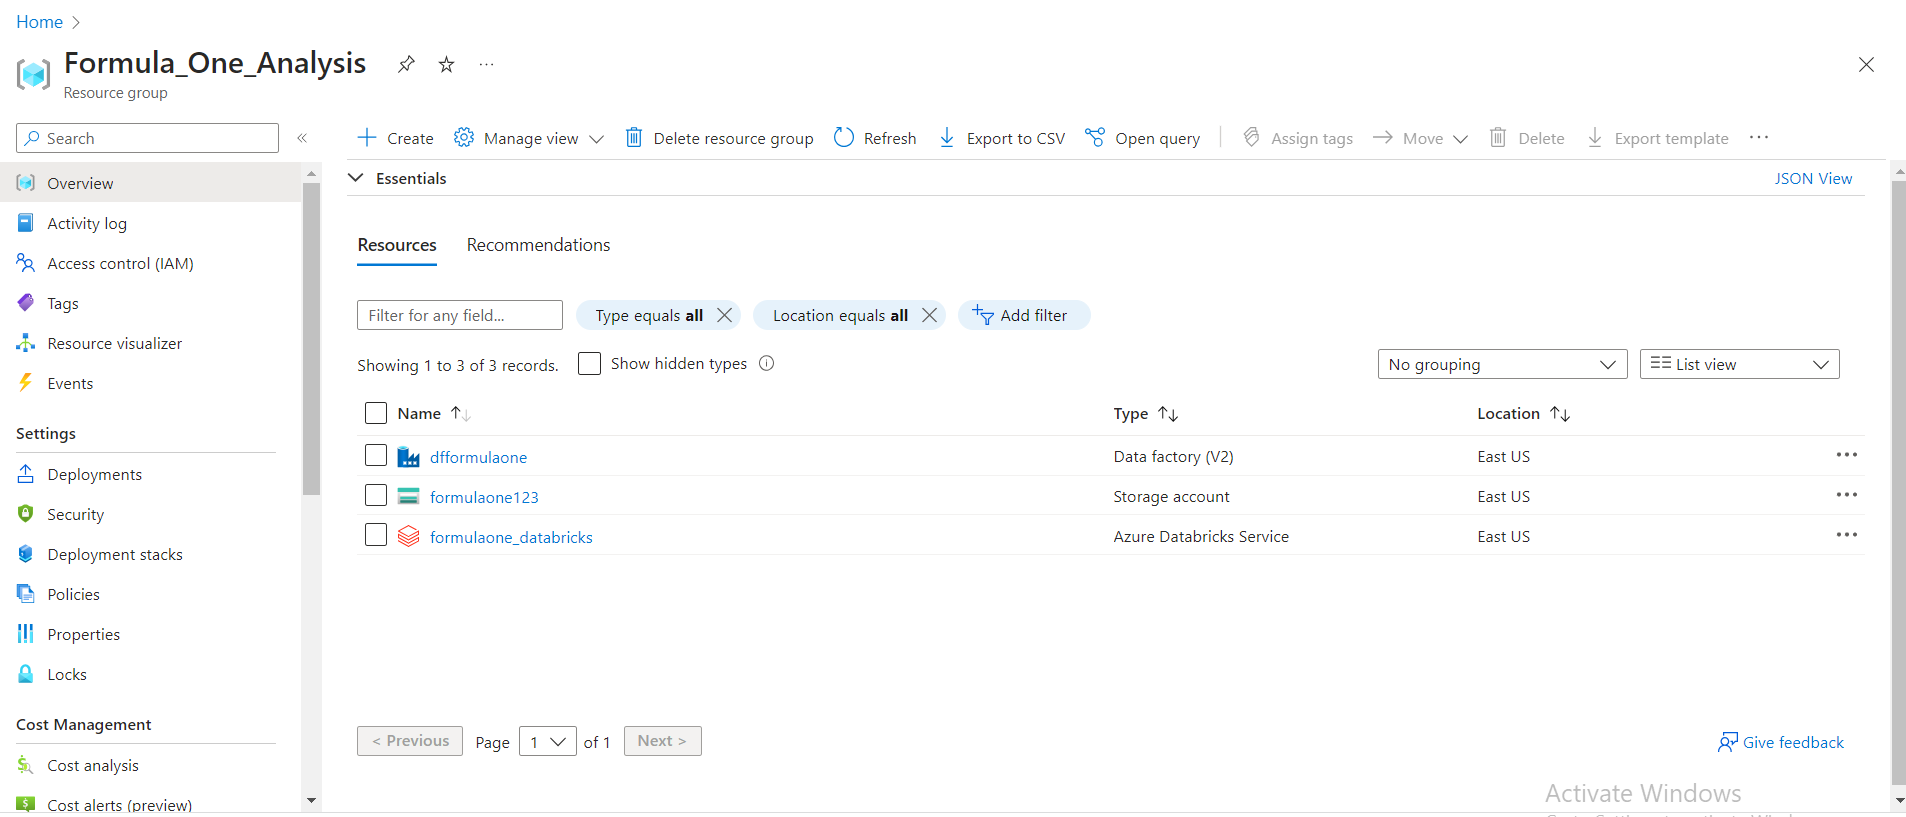 Home
Formula_One_Analysis
Resource group
Search
Create
Manage view
Delete resource group
Refresh
Export to CSV
Open query
Assign tags
Move
Delete
Export template
Overview
Activity log
Access control (IAM)
Tags
Resource visualizer
Events
Settings
Deployments
Security
Deployment stacks
Policies
Properties
Locks
Cost Management
Cost analysis
Cost alerts (preview)
Essentials
JSON View
Resources Recommendations
Filter for any field...
Type equals all
Location equals all
Add filter
Showing 1 to 3 of 3 records.
Show hidden types
No grouping
List view
Name Type Location
dfformulaone Data factory (V2) East US
formulaone123 Storage account East US
formulaone_databricks Azure Databricks Service East US
< Previous Page 1 of 1 Next >
Give feedback
Activate Windows